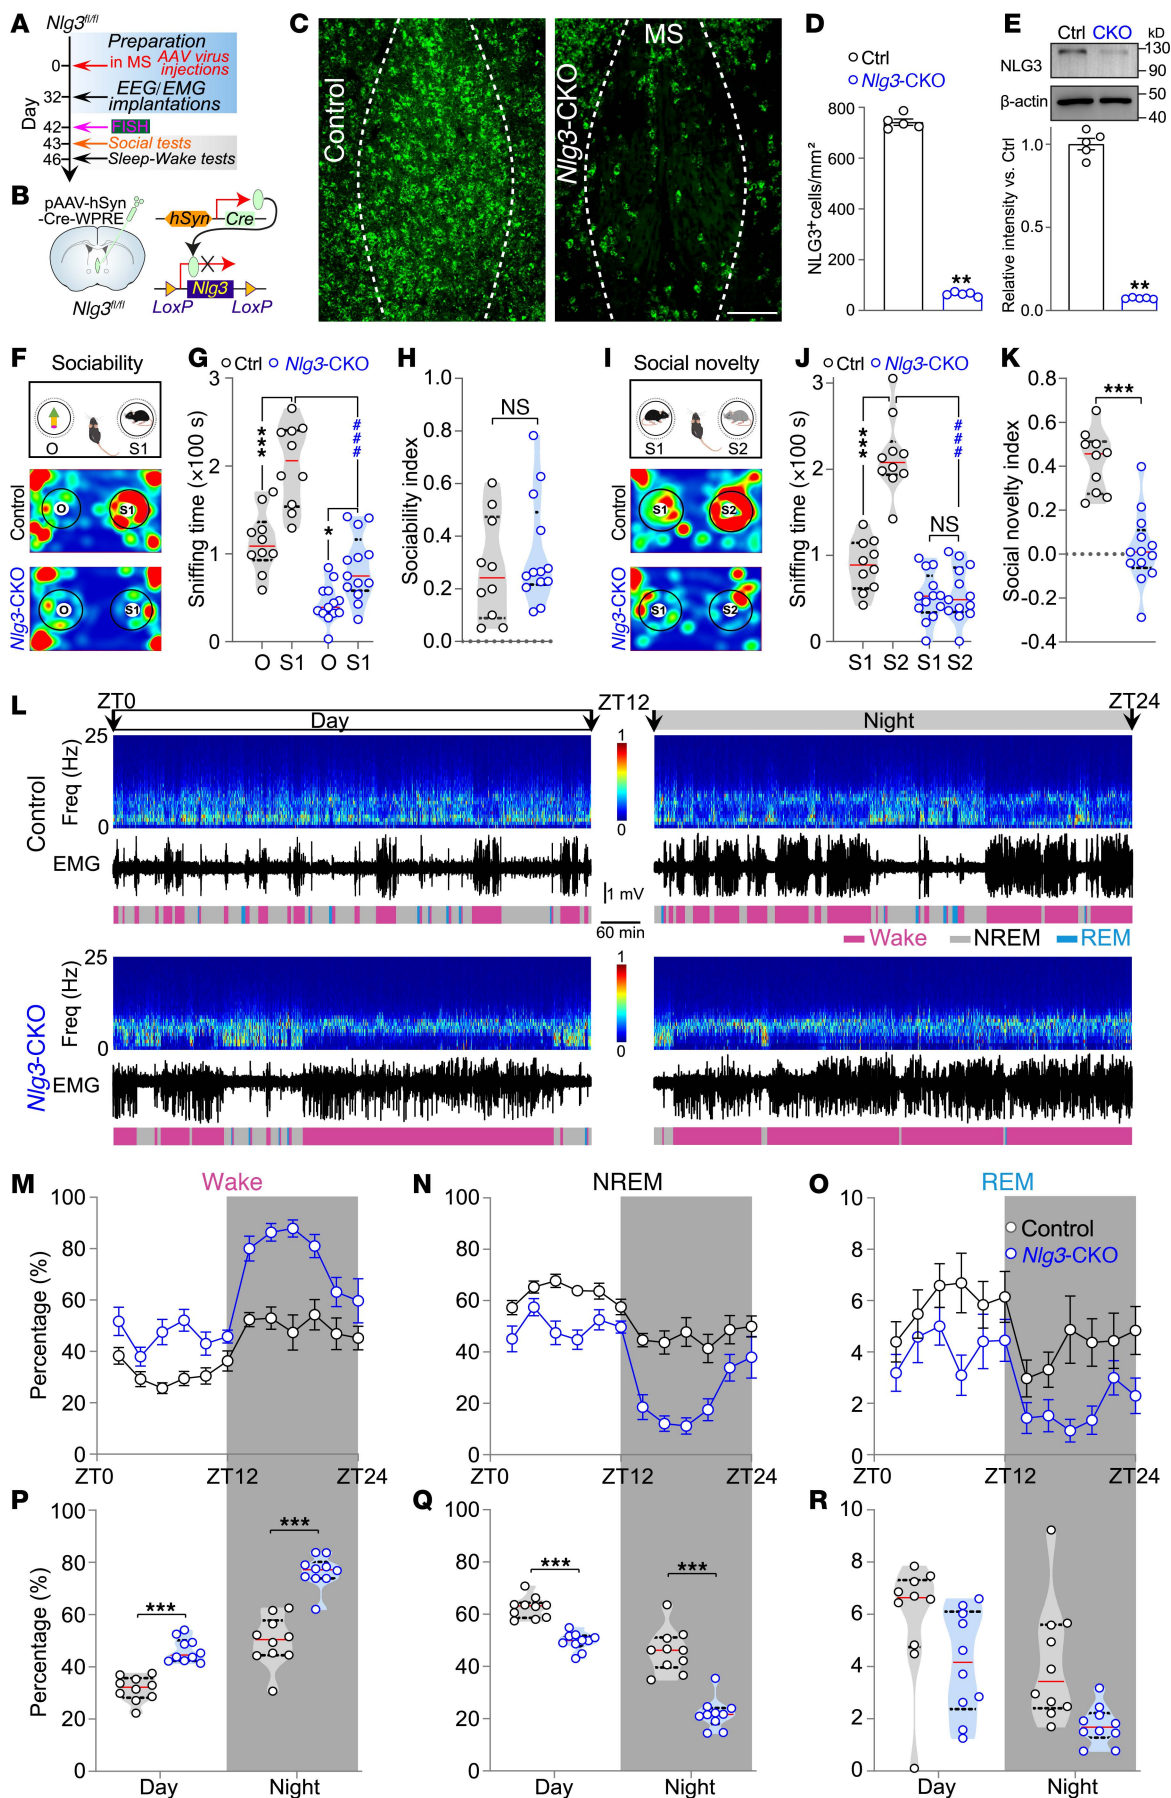 A
Nlg3fl/fl
Preparation
0
in MS AAV virus
injections
EEG/EMG
implantations
32
Day
42
FISH
43
Social tests
46
Sleep-Wake tests
B
pAAV-hSyn
-Cre-WPRE
hSyn
Cre
Nlg3
LoxP
LoxP
Nlg3fl/fl
C
Control
Nlg3-CKO
MS
D
Ctrl
Nlg3-CKO
NLG3+cells/mm²
800
600
400
200
0
**
E
Ctrl CKO kD
NLG3
130
90
β-actin
50
40
Relative intensity vs. Ctrl
1.0
0.0
**
F
Sociability
O
S1
Control
O
S1
Nlg3-CKO
O
S1
G
Ctrl
Nlg3-CKO
Sniffing time (×100 s)
3
2
1
0
***
###
*
O S1 O S1
H
Sociability index
1.0
0.8
0.6
0.4
0.2
0.0
NS
I
Social novelty
S1
S2
Control
S1
S2
Nlg3-CKO
S1
S2
J
Ctrl
Nlg3-CKO
Sniffing time (×100 s)
3
2
1
0
***
###
NS
S1 S2 S1 S2
K
Social novelty index
0.8
0.6
0.4
0.2
0.0
-0.2
-0.4
***
L
ZT0
Day
ZT12
Night
ZT24
Control
Freq (Hz)
25
0
1
0
EMG
1 mV
60 min
Wake NREM REM
Nlg3-CKO
Freq (Hz)
25
0
1
0
EMG
M
Wake
Percentage (%)
100
80
60
40
20
0
ZT0
ZT12
ZT24
N
NREM
100
80
60
40
20
0
ZT0
ZT12
ZT24
O
REM
10
8
6
4
2
0
Control
Nlg3-CKO
ZT0
ZT12
ZT24
P
Percentage (%)
100
80
60
40
20
0
***
***
Day
Night
Q
100
80
60
40
20
0
***
***
Day
Night
R
10
8
6
4
2
0
Day
Night